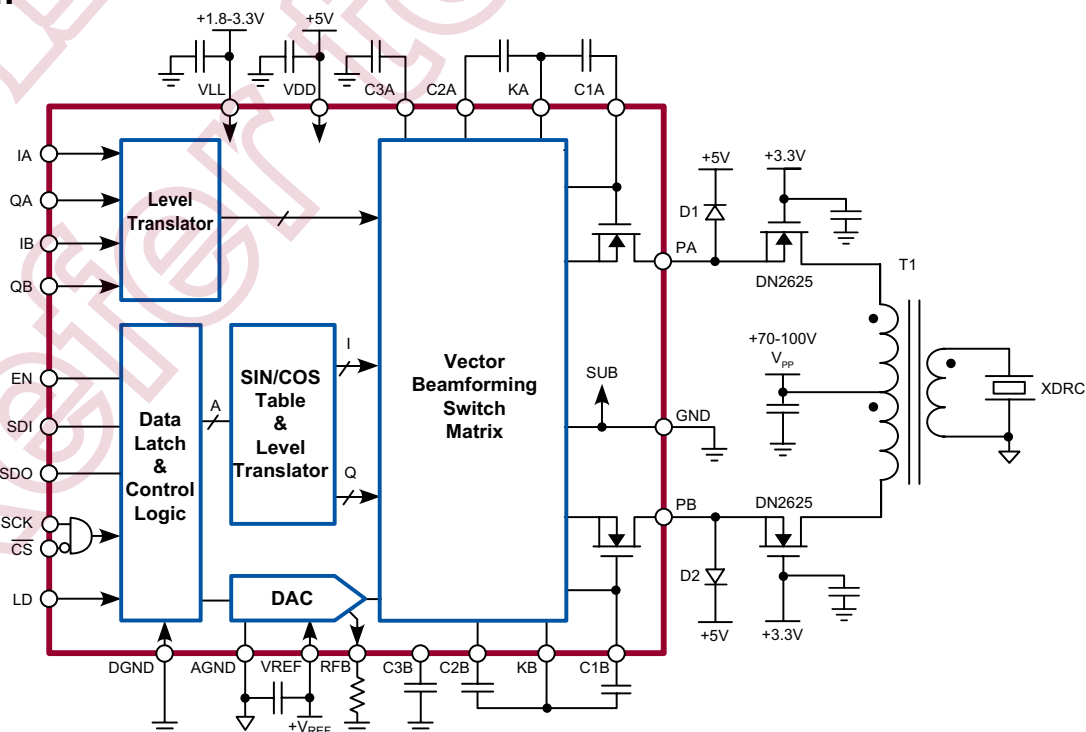 +1.8-3.3V
+5V
VLL
VDD
C3A
C2A
KA
C1A
IA
QA
IB
QB
Level
Translator
+5V
+3.3V
D1
PA
DN2625
T1
EN
SDI
SDO
SCK
CS
LD
Data
Latch
&
Control
Logic
A
SIN/COS
Table
&
Level
Translator
I
Q
Vector
Beamforming
Switch
Matrix
SUB
GND
+70-100V
VPP
XDRC
PB
DN2625
D2
+5V
+3.3V
DAC
DGND
AGND
VREF
RFB
C3B
C2B
KB
C1B
+VREF